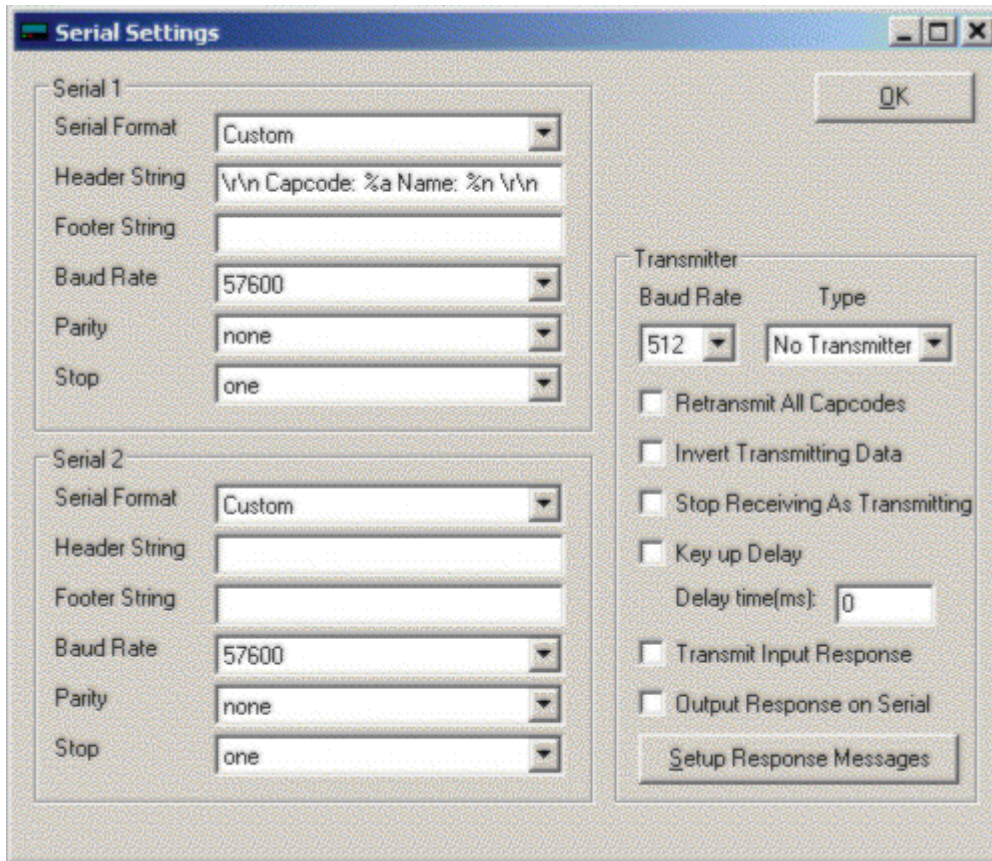 Serial Settings
OK
Serial 1
Serial Format Custom
Header String \r\n Capcode: %a Name: %n \r\n
Footer String
Baud Rate 57600
Parity none
Stop one
Serial 2
Serial Format Custom
Header String
Footer String
Baud Rate 57600
Parity none
Stop one
Transmitter
Baud Rate Type
512 No Transmitter
Retransmit All Capcodes
Invert Transmitting Data
Stop Receiving As Transmitting
Key up Delay
Delay time(ms): 0
Transmit Input Response
Output Response on Serial
Setup Response Messages